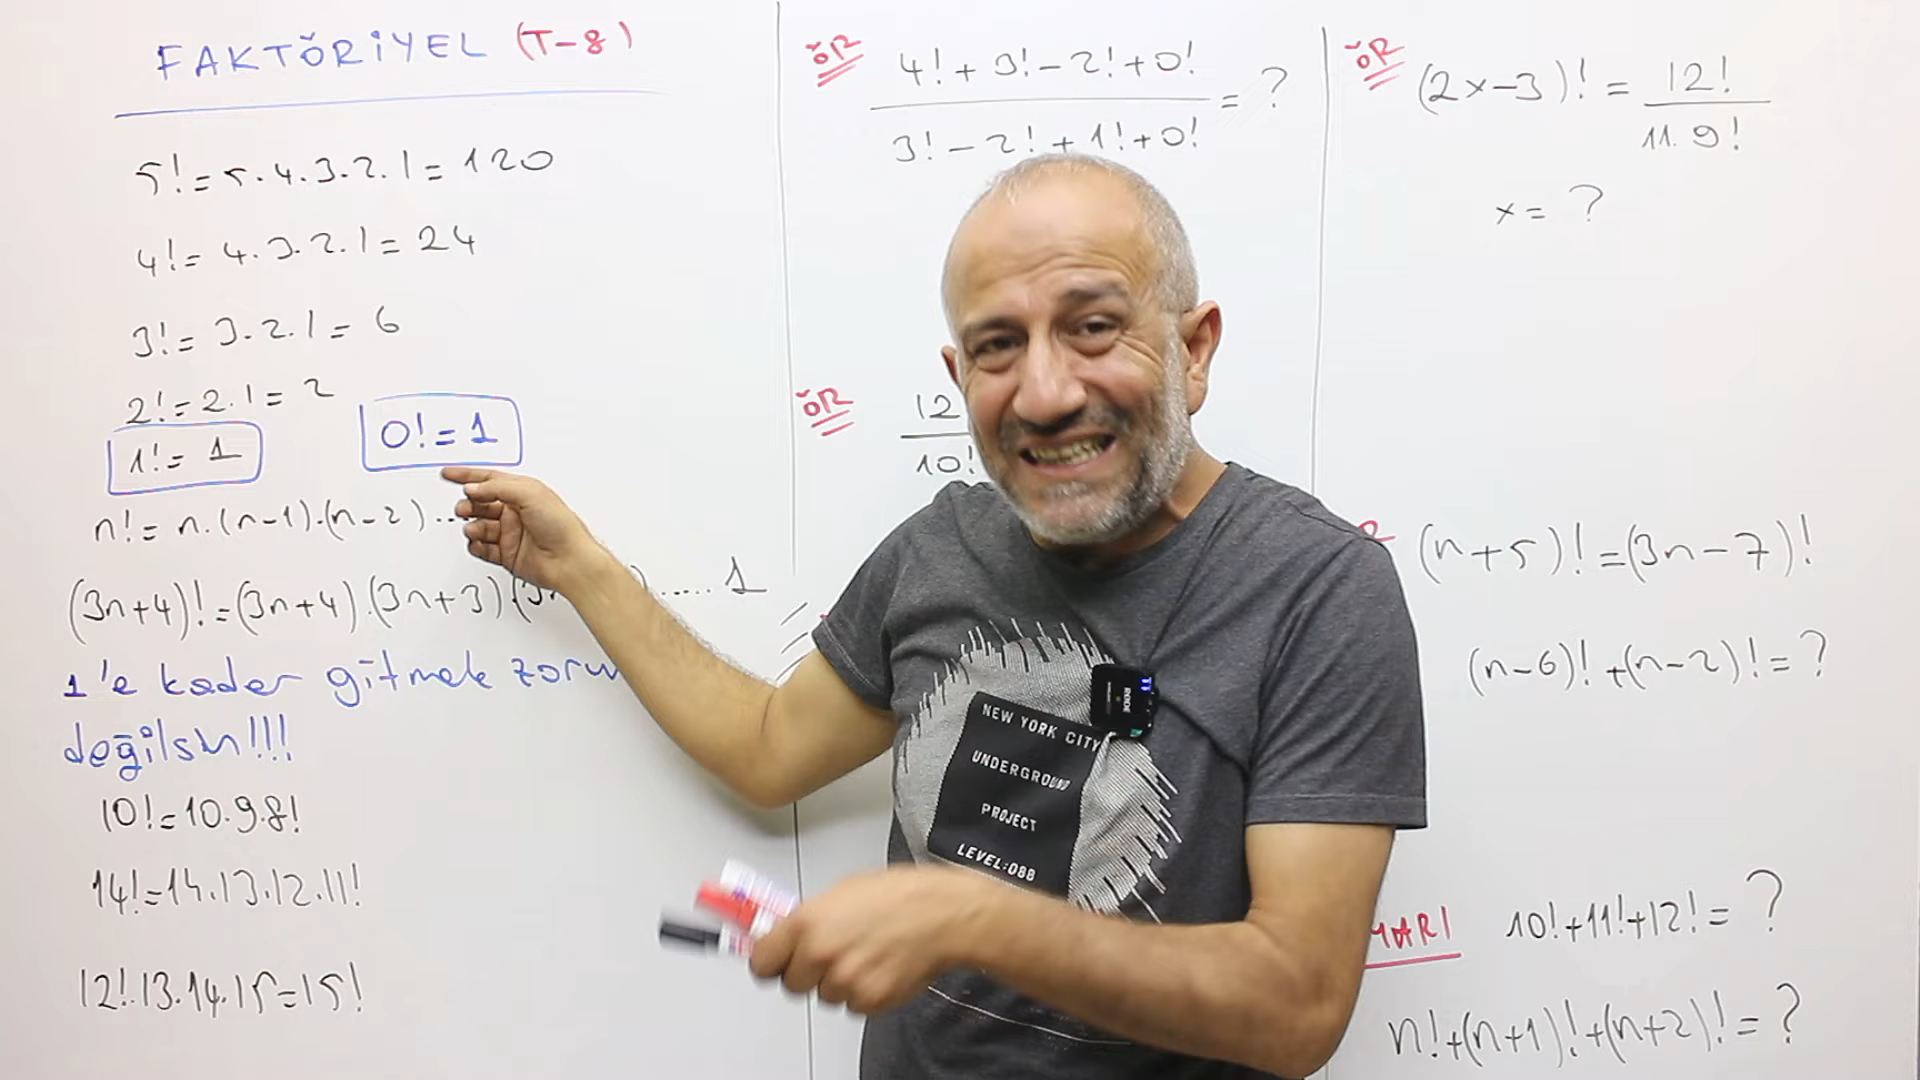 FAKTÖRİYEL (T-8)
5! = 5.4.3.2.1 = 120
4! = 4.3.2.1 = 24
3! = 3.2.1 = 6
2! = 2.1 = 2
1! = 1
0! = 1
n! = n.(n-1).(n-2)....
(3n+4)! = (3n+4).(3n+3).(3n ..... 1
1'e kadar gitmek
değilsin!!!
10! = 10.9.8!
14! = 14.13.12.11!
12!.13.14.15 = 15!
ÖR
4! + 3! - 2! + 0!
3! - 2! + 1! + 0!
= ?
ÖR
12
10!
ÖR
(2x-3)! = 12!
11.9!
x = ?
(n+5)! = (3n-7)!
(n-6)! + (n-2)! = ?
10! + 11! + 12! = ?
n! + (n+1)! + (n+2)! = ?
NEW YORK CITY
UNDERGROUND
PROJECT
LEVEL:088
RODE